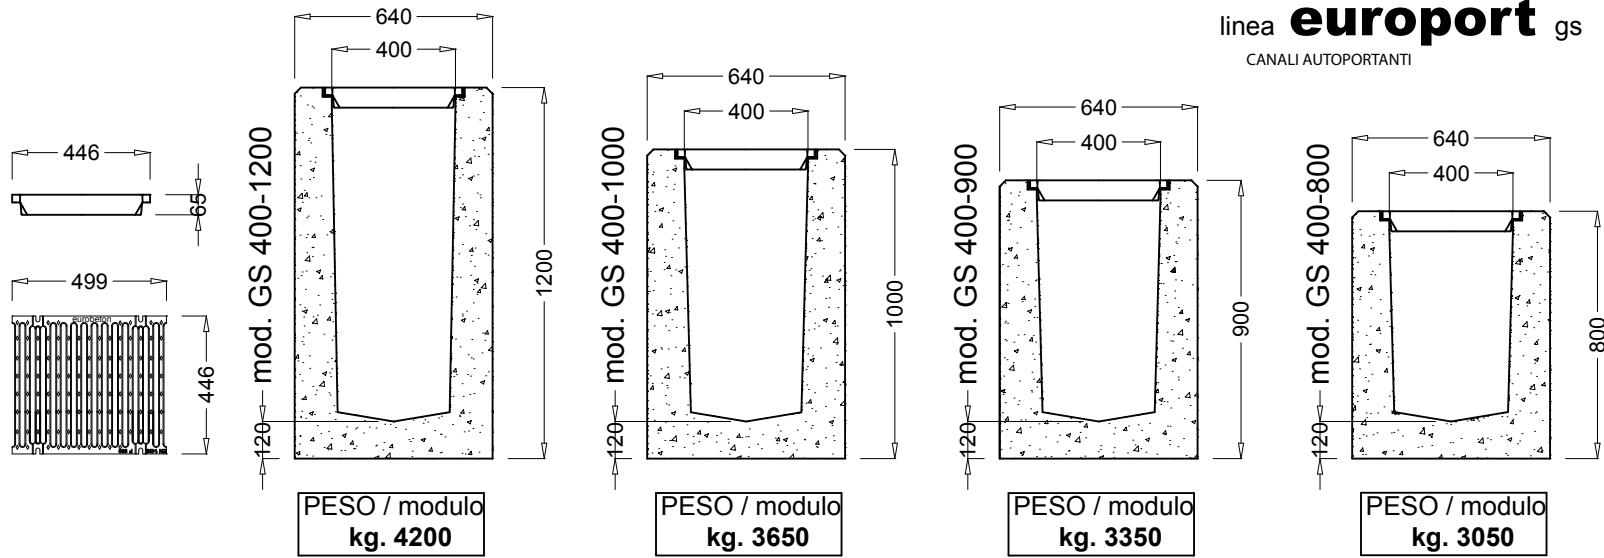 linea europort gs
CANALI AUTOPORTANTI
446
65
499
eurobeton
446
640
400
mod. GS 400-1200
1200
120
PESO / modulo
kg. 4200
640
400
mod. GS 400-1000
1000
120
PESO / modulo
kg. 3650
640
400
mod. GS 400-900
900
120
PESO / modulo
kg. 3350
640
400
mod. GS 400-800
800
120
PESO / modulo
kg. 3050